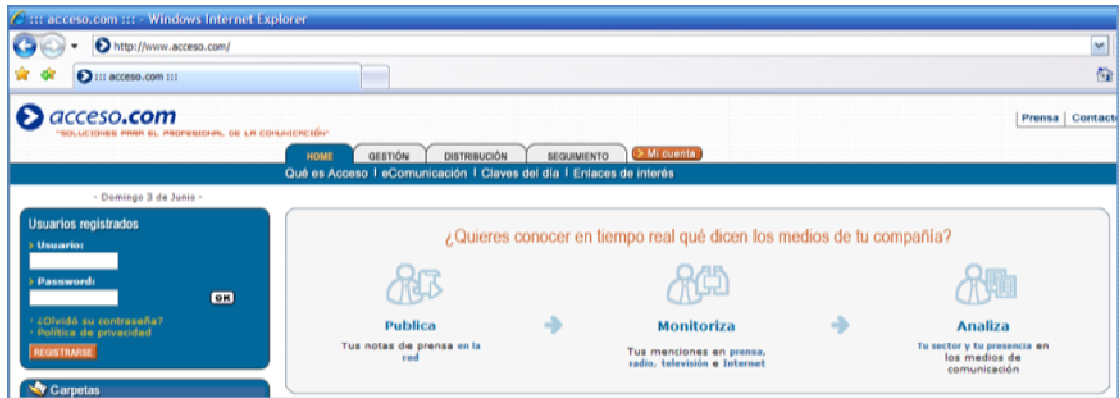 ::: acceso.com ::: - Windows Internet Explorer
http://www.acceso.com/
::: acceso.com :::
acceso.com
"SOLUCIONES PARA EL PROFESIONAL DE LA COMUNICACIÓN"
Prensa | Contact
HOME GESTIÓN DISTRIBUCIÓN SEGUIMIENTO Mi cuenta
Qué es Acceso | eComunicación | Claves del día | Enlaces de interés
- Domingo 3 de Junio -
Usuarios registrados
Usuario:
Password:
OK
¿Olvidó su contraseña?
Política de privacidad
REGISTRARSE
Carpetas
¿Quieres conocer en tiempo real qué dicen los medios de tu compañía?
Publica
Tus notas de prensa en la
red
Monitoriza
Tus menciones en prensa,
radio, televisión e Internet
Analiza
Tu sector y tu presencia en
los medios de
comunicación